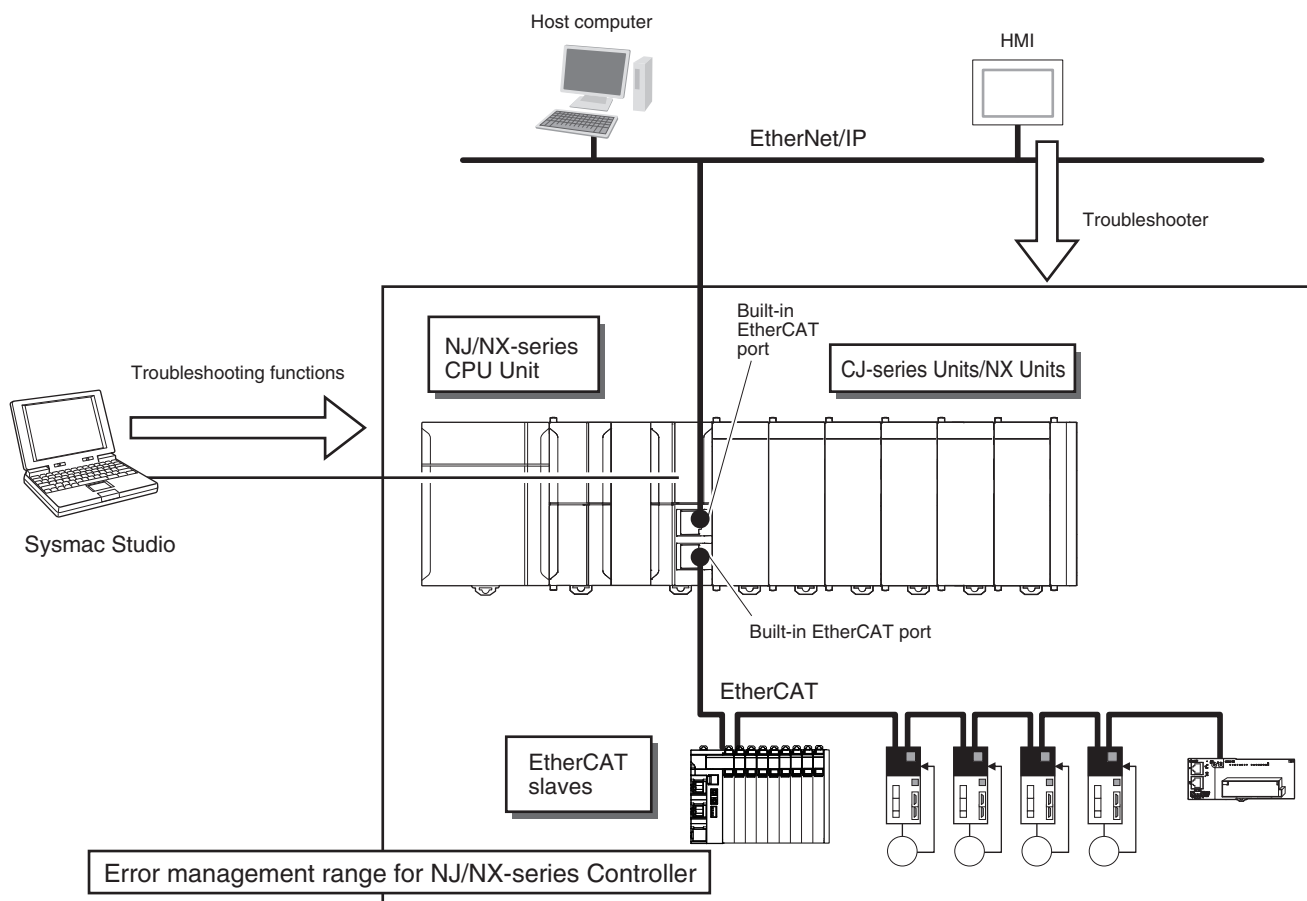 Host computer
HMI
EtherNet/IP
Troubleshooter
Built-in
EtherCAT
port
NJ/NX-series
CPU Unit
CJ-series Units/NX Units
Troubleshooting functions
Sysmac Studio
Built-in EtherCAT port
EtherCAT
EtherCAT
slaves
Error management range for NJ/NX-series Controller